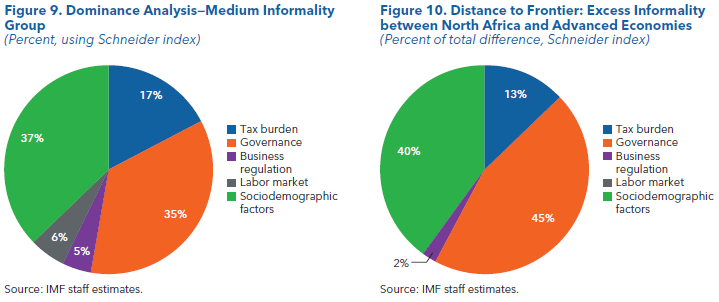 Figure 9. Dominance Analysis—Medium Informality
Group
(Percent, using Schneider index)
17%
37%
35%
6%
5%
Tax burden
Governance
Business
regulation
Labor market
Sociodemographic
factors
Source: IMF staff estimates.
Figure 10. Distance to Frontier: Excess Informality
between North Africa and Advanced Economies
(Percent of total difference, Schneider index)
13%
40%
45%
2%
Tax burden
Governance
Business
regulation
Labor market
Sociodemographic
factors
Source: IMF staff estimates.